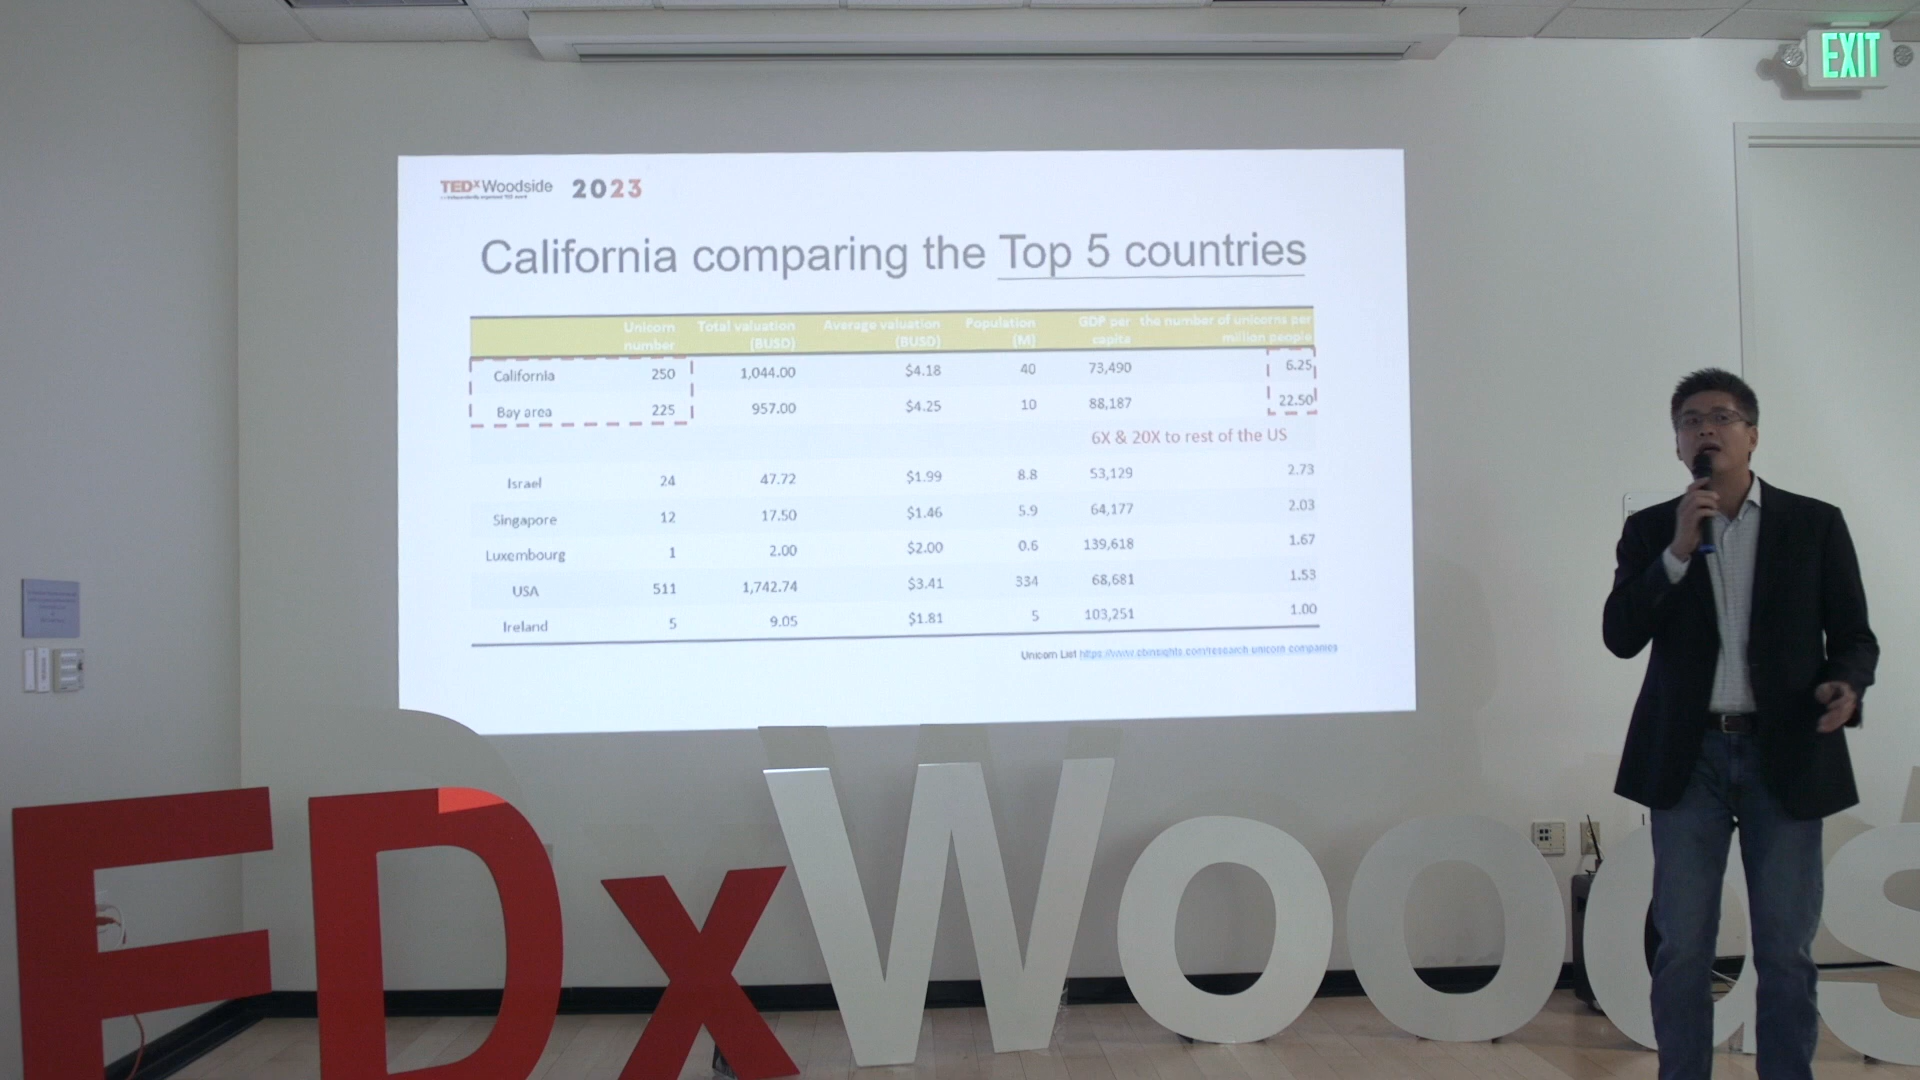 EXIT
TEDxWoodside 2023
California comparing the Top 5 countries
Unicorn number Total valuation (BUSD) Average valuation (BUSD) Population (M) GDP per capita the number of unicorns per million people
California 250 1,044.00 $4.18 40 73,490 6.25
Bay area 225 957.00 $4.25 10 88,187 22.50
6X & 20X to rest of the US
Israel 24 47.72 $1.99 8.8 53,129 2.73
Singapore 12 17.50 $1.46 5.9 64,177 2.03
Luxembourg 1 2.00 $2.00 0.6 139,618 1.67
USA 511 1,742.74 $3.41 334 68,681 1.53
Ireland 5 9.05 $1.81 5 103,251 1.00
Unicorn List https://www.cbinsights.com/research-unicorn-companies
EDxWoods